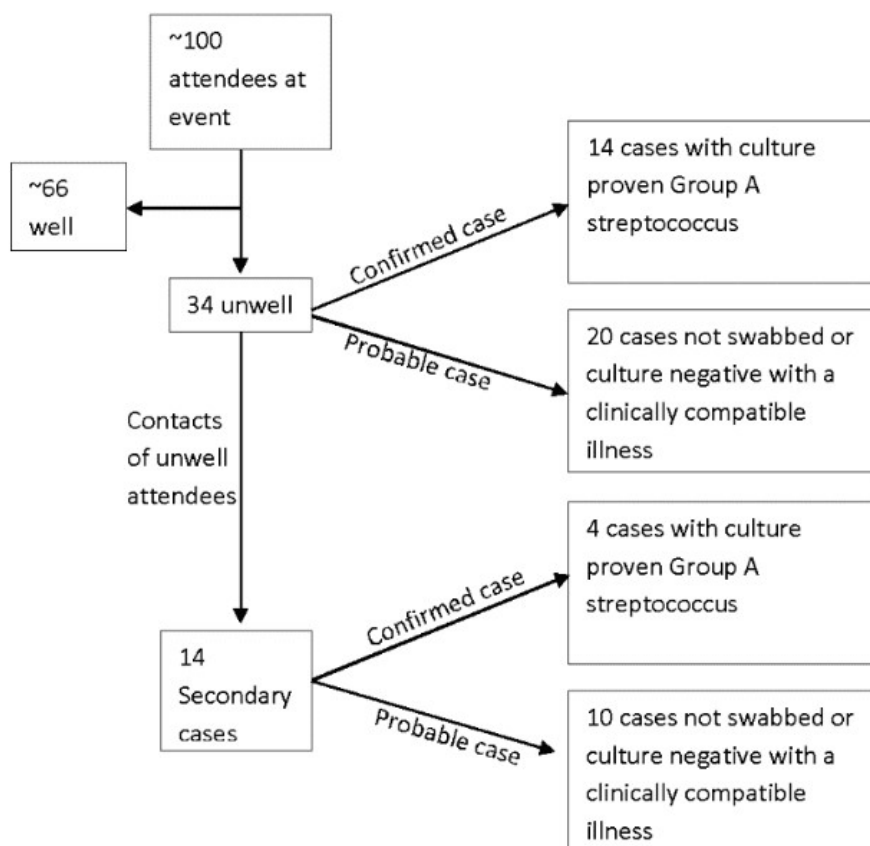 ~100
attendees at
event
~66
well
34 unwell
Confirmed case
14 cases with culture
proven Group A
streptococcus
Probable case
20 cases not swabbed or
culture negative with a
clinically compatible
illness
Contacts
of unwell
attendees
14
Secondary
cases
Confirmed case
4 cases with culture
proven Group A
streptococcus
Probable case
10 cases not swabbed or
culture negative with a
clinically compatible
illness